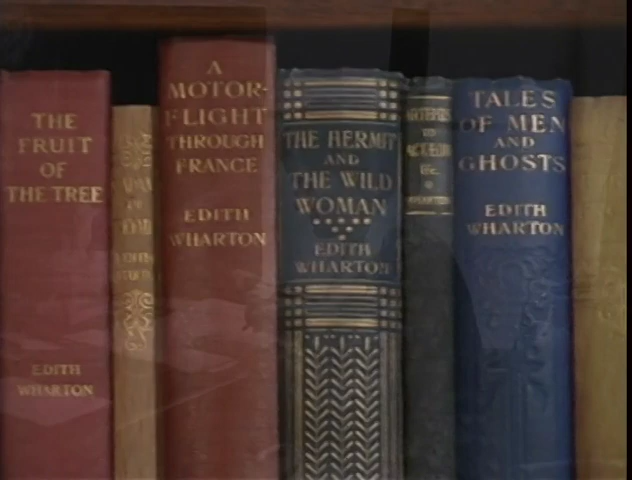 THE
FRUIT
OF
THE TREE
EDITH
WHARTON
A
MOTOR-
FLIGHT
THROUGH
FRANCE
EDITH
WHARTON
THE HERMIT
AND
THE WILD
WOMAN
EDITH
WHARTON
TALES
OF MEN
AND
GHOSTS
EDITH
WHARTON